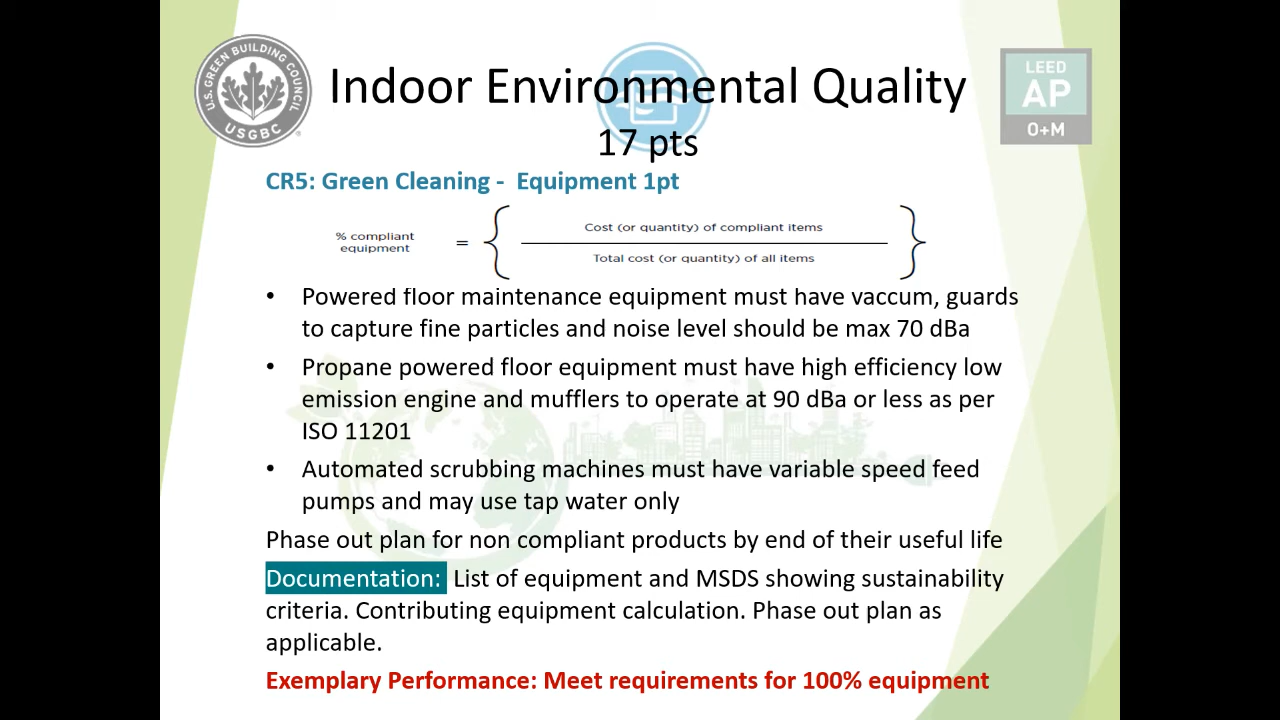 U.S. GREEN BUILDING COUNCIL
USGBC
Indoor Environmental Quality
17 pts
LEED
AP
O+M
CR5: Green Cleaning - Equipment 1pt
% compliant
equipment
=
Cost (or quantity) of compliant items
Total cost (or quantity) of all items
• Powered floor maintenance equipment must have vaccum, guards
to capture fine particles and noise level should be max 70 dBa
• Propane powered floor equipment must have high efficiency low
emission engine and mufflers to operate at 90 dBa or less as per
ISO 11201
• Automated scrubbing machines must have variable speed feed
pumps and may use tap water only
Phase out plan for non compliant products by end of their useful life
Documentation: List of equipment and MSDS showing sustainability
criteria. Contributing equipment calculation. Phase out plan as
applicable.
Exemplary Performance: Meet requirements for 100% equipment